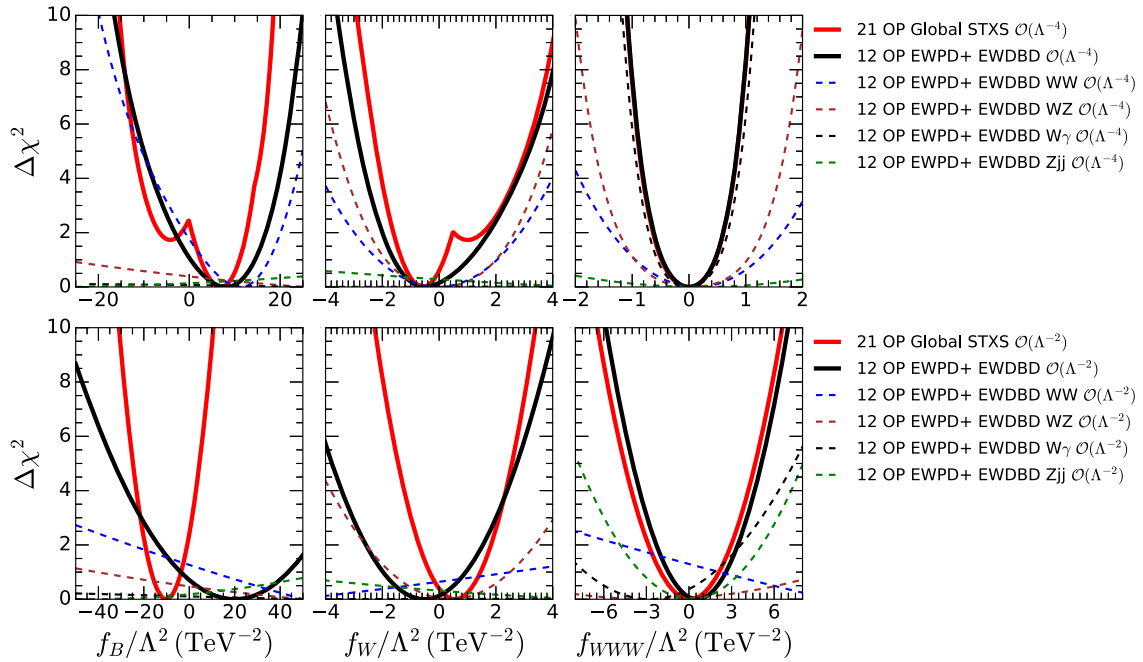 10
8
6
4
2
0
Δχ²
−20 0 20
−4 −2 0 2 4
−2 −1 0 1 2
21 OP Global STXS 𝒪(Λ⁻⁴)
12 OP EWPD+ EWDBD 𝒪(Λ⁻⁴)
12 OP EWPD+ EWDBD WW 𝒪(Λ⁻⁴)
12 OP EWPD+ EWDBD WZ 𝒪(Λ⁻⁴)
12 OP EWPD+ EWDBD Wγ 𝒪(Λ⁻⁴)
12 OP EWPD+ EWDBD Zjj 𝒪(Λ⁻⁴)
10
8
6
4
2
0
Δχ²
−40 −20 0 20 40
−4 −2 0 2 4
−6 −3 0 3 6
f_B/Λ² (TeV⁻²)
f_W/Λ² (TeV⁻²)
f_WWW/Λ² (TeV⁻²)
21 OP Global STXS 𝒪(Λ⁻²)
12 OP EWPD+ EWDBD 𝒪(Λ⁻²)
12 OP EWPD+ EWDBD WW 𝒪(Λ⁻²)
12 OP EWPD+ EWDBD WZ 𝒪(Λ⁻²)
12 OP EWPD+ EWDBD Wγ 𝒪(Λ⁻²)
12 OP EWPD+ EWDBD Zjj 𝒪(Λ⁻²)